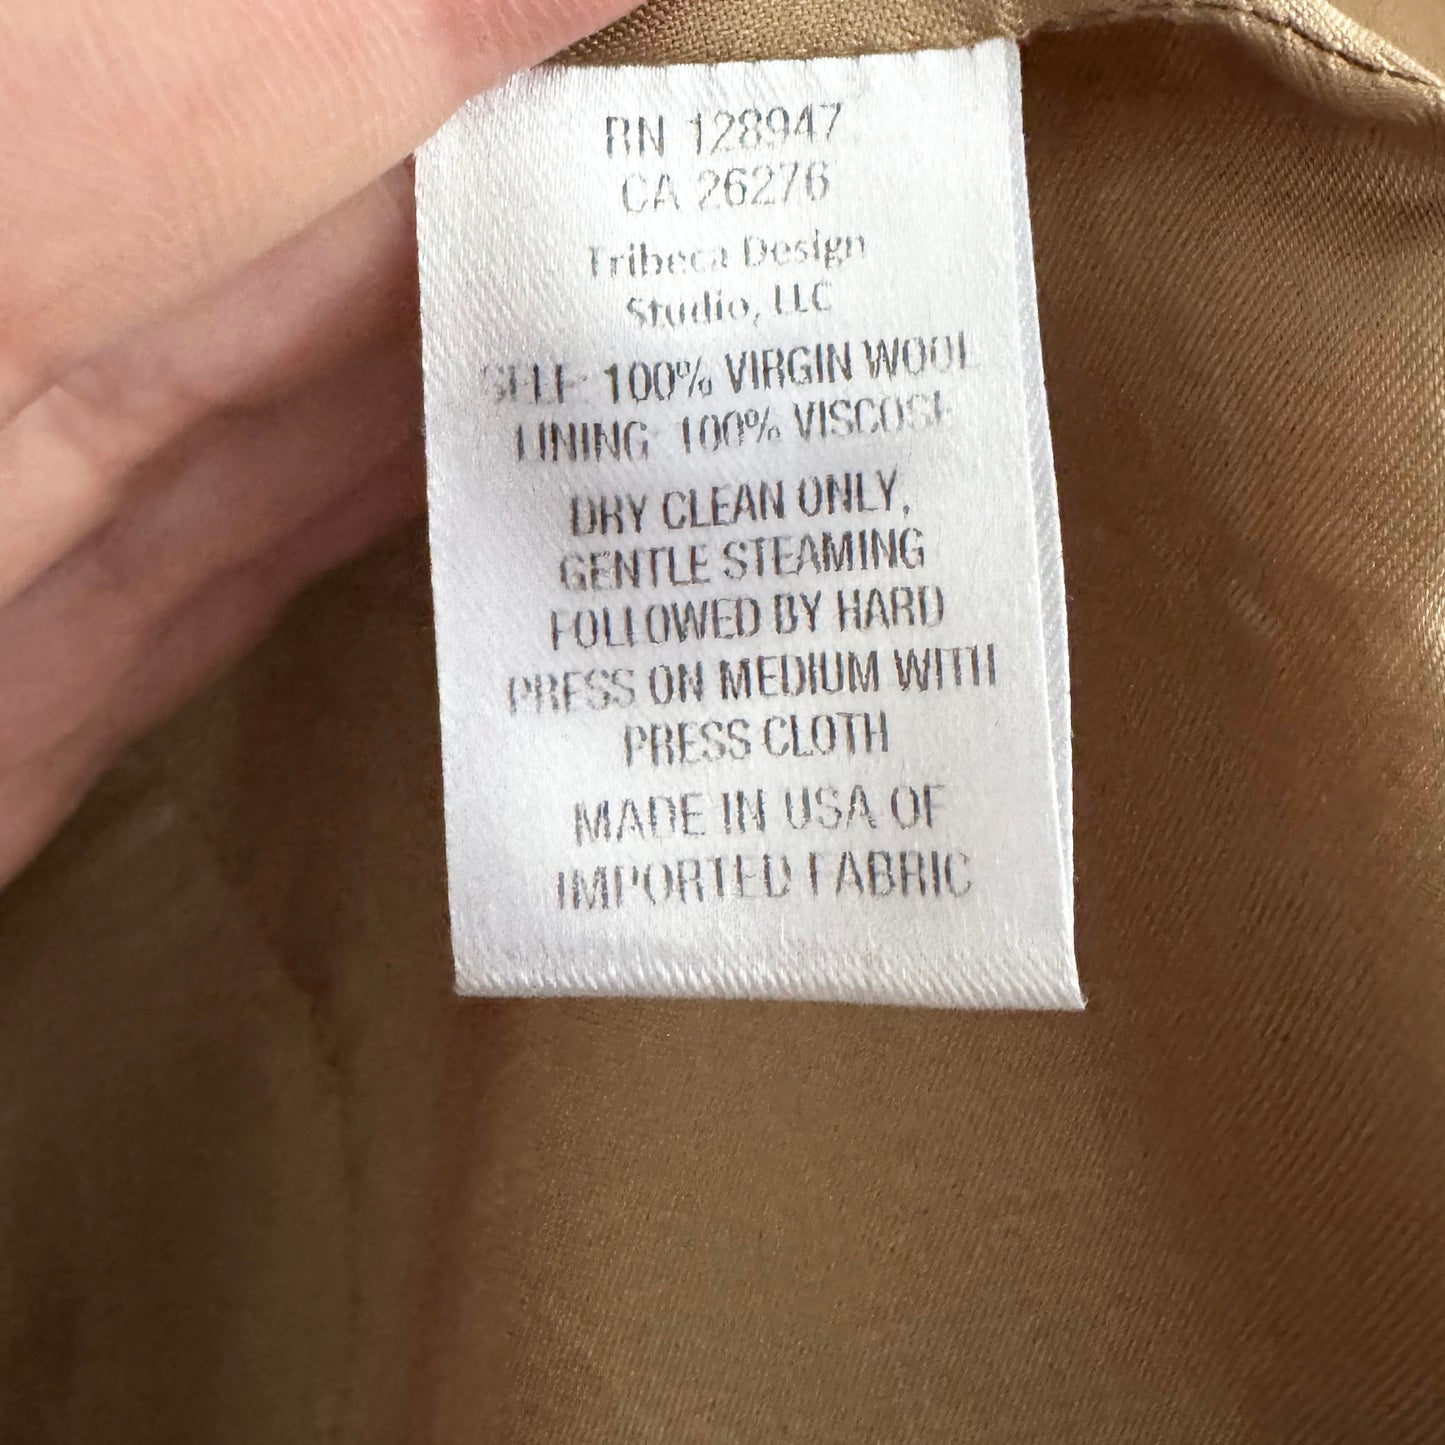 RN 128947
CA 26276
Tribeca Design
Studio, LLC
SELF: 100% VIRGIN WOOL
LINING: 100% VISCOSE
DRY CLEAN ONLY,
GENTLE STEAMING
FOLLOWED BY HARD
PRESS ON MEDIUM WITH
PRESS CLOTH
MADE IN USA OF
IMPORTED FABRIC